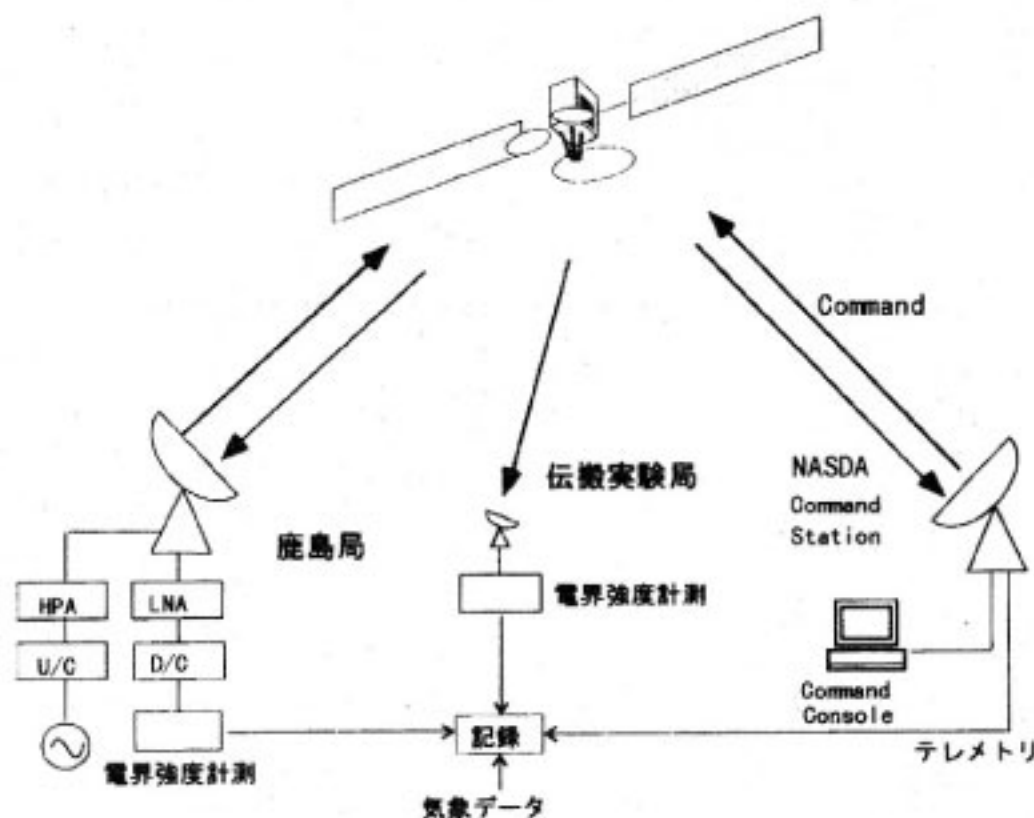 Command
NASDA
Command
Station
伝搬実験局
鹿島局
電界強度計測
HPA
LNA
U/C
D/C
Command
Console
記録
テレメトリ
電界強度計測
気象データ